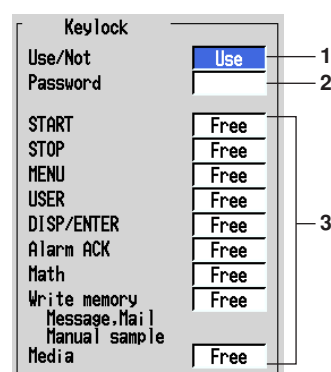 Keylock
Use/Not Use 1
Password 2
START Free
STOP Free
MENU Free
USER Free
DISP/ENTER Free 3
Alarm ACK Free
Math Free
Write memory Free
Message,Mail
Manual sample
Media Free